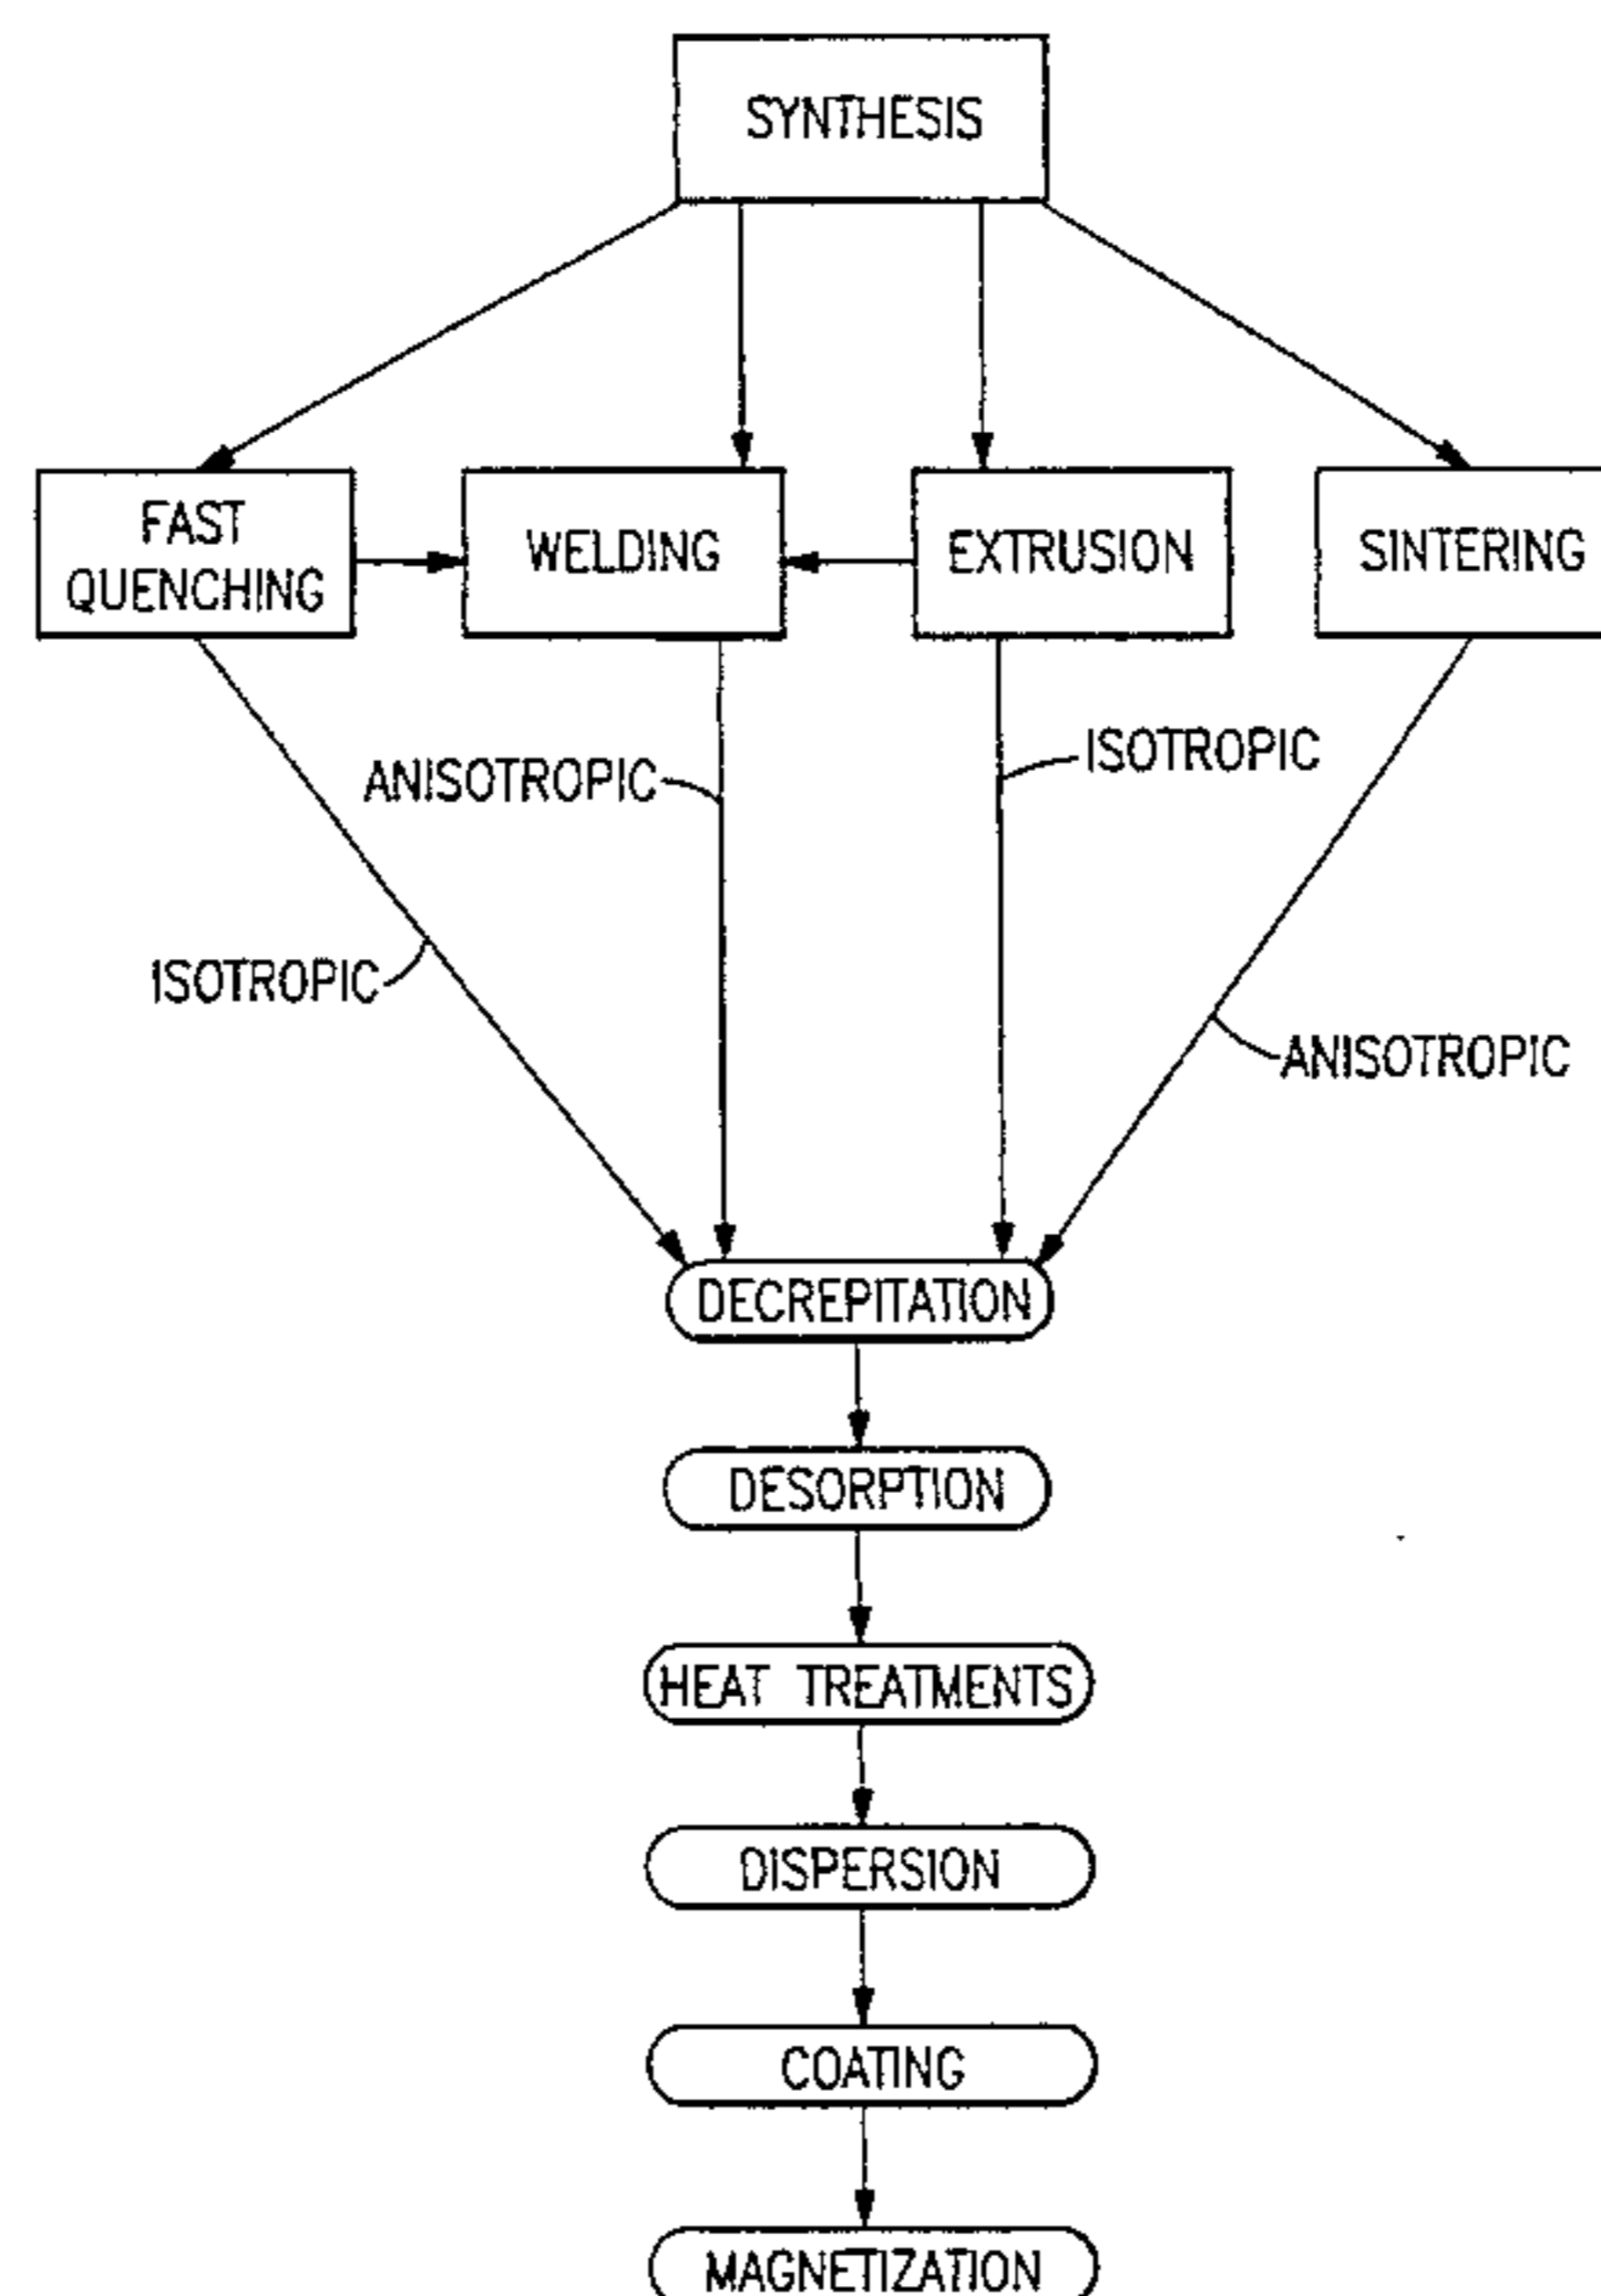 SYNTHESIS
FAST
QUENCHING
WELDING
EXTRUSION
SINTERING
ISOTROPIC
ANISOTROPIC
ISOTROPIC
ANISOTROPIC
DECREPITATION
DESORPTION
HEAT TREATMENTS
DISPERSION
COATING
MAGNETIZATION